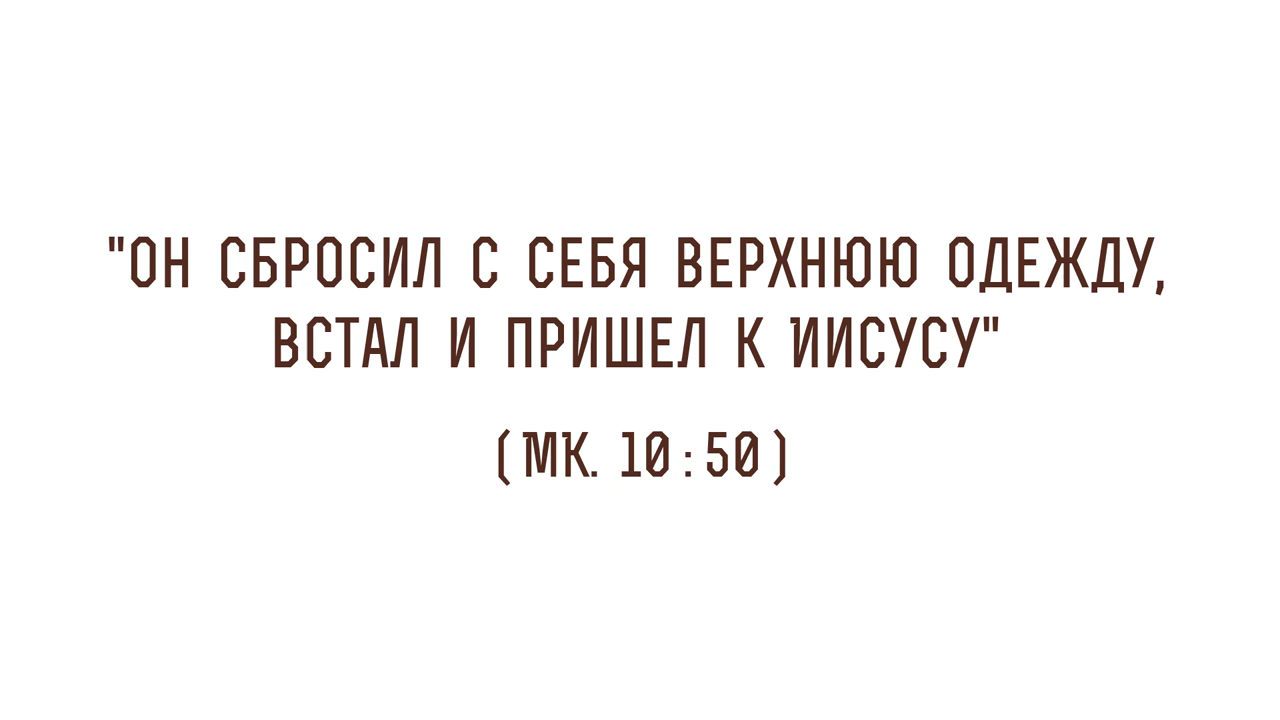 "ОН СБРОСИЛ С СЕБЯ ВЕРХНЮЮ ОДЕЖДУ,
ВСТАЛ И ПРИШЕЛ К ИИСУСУ"
(МК. 10:50)